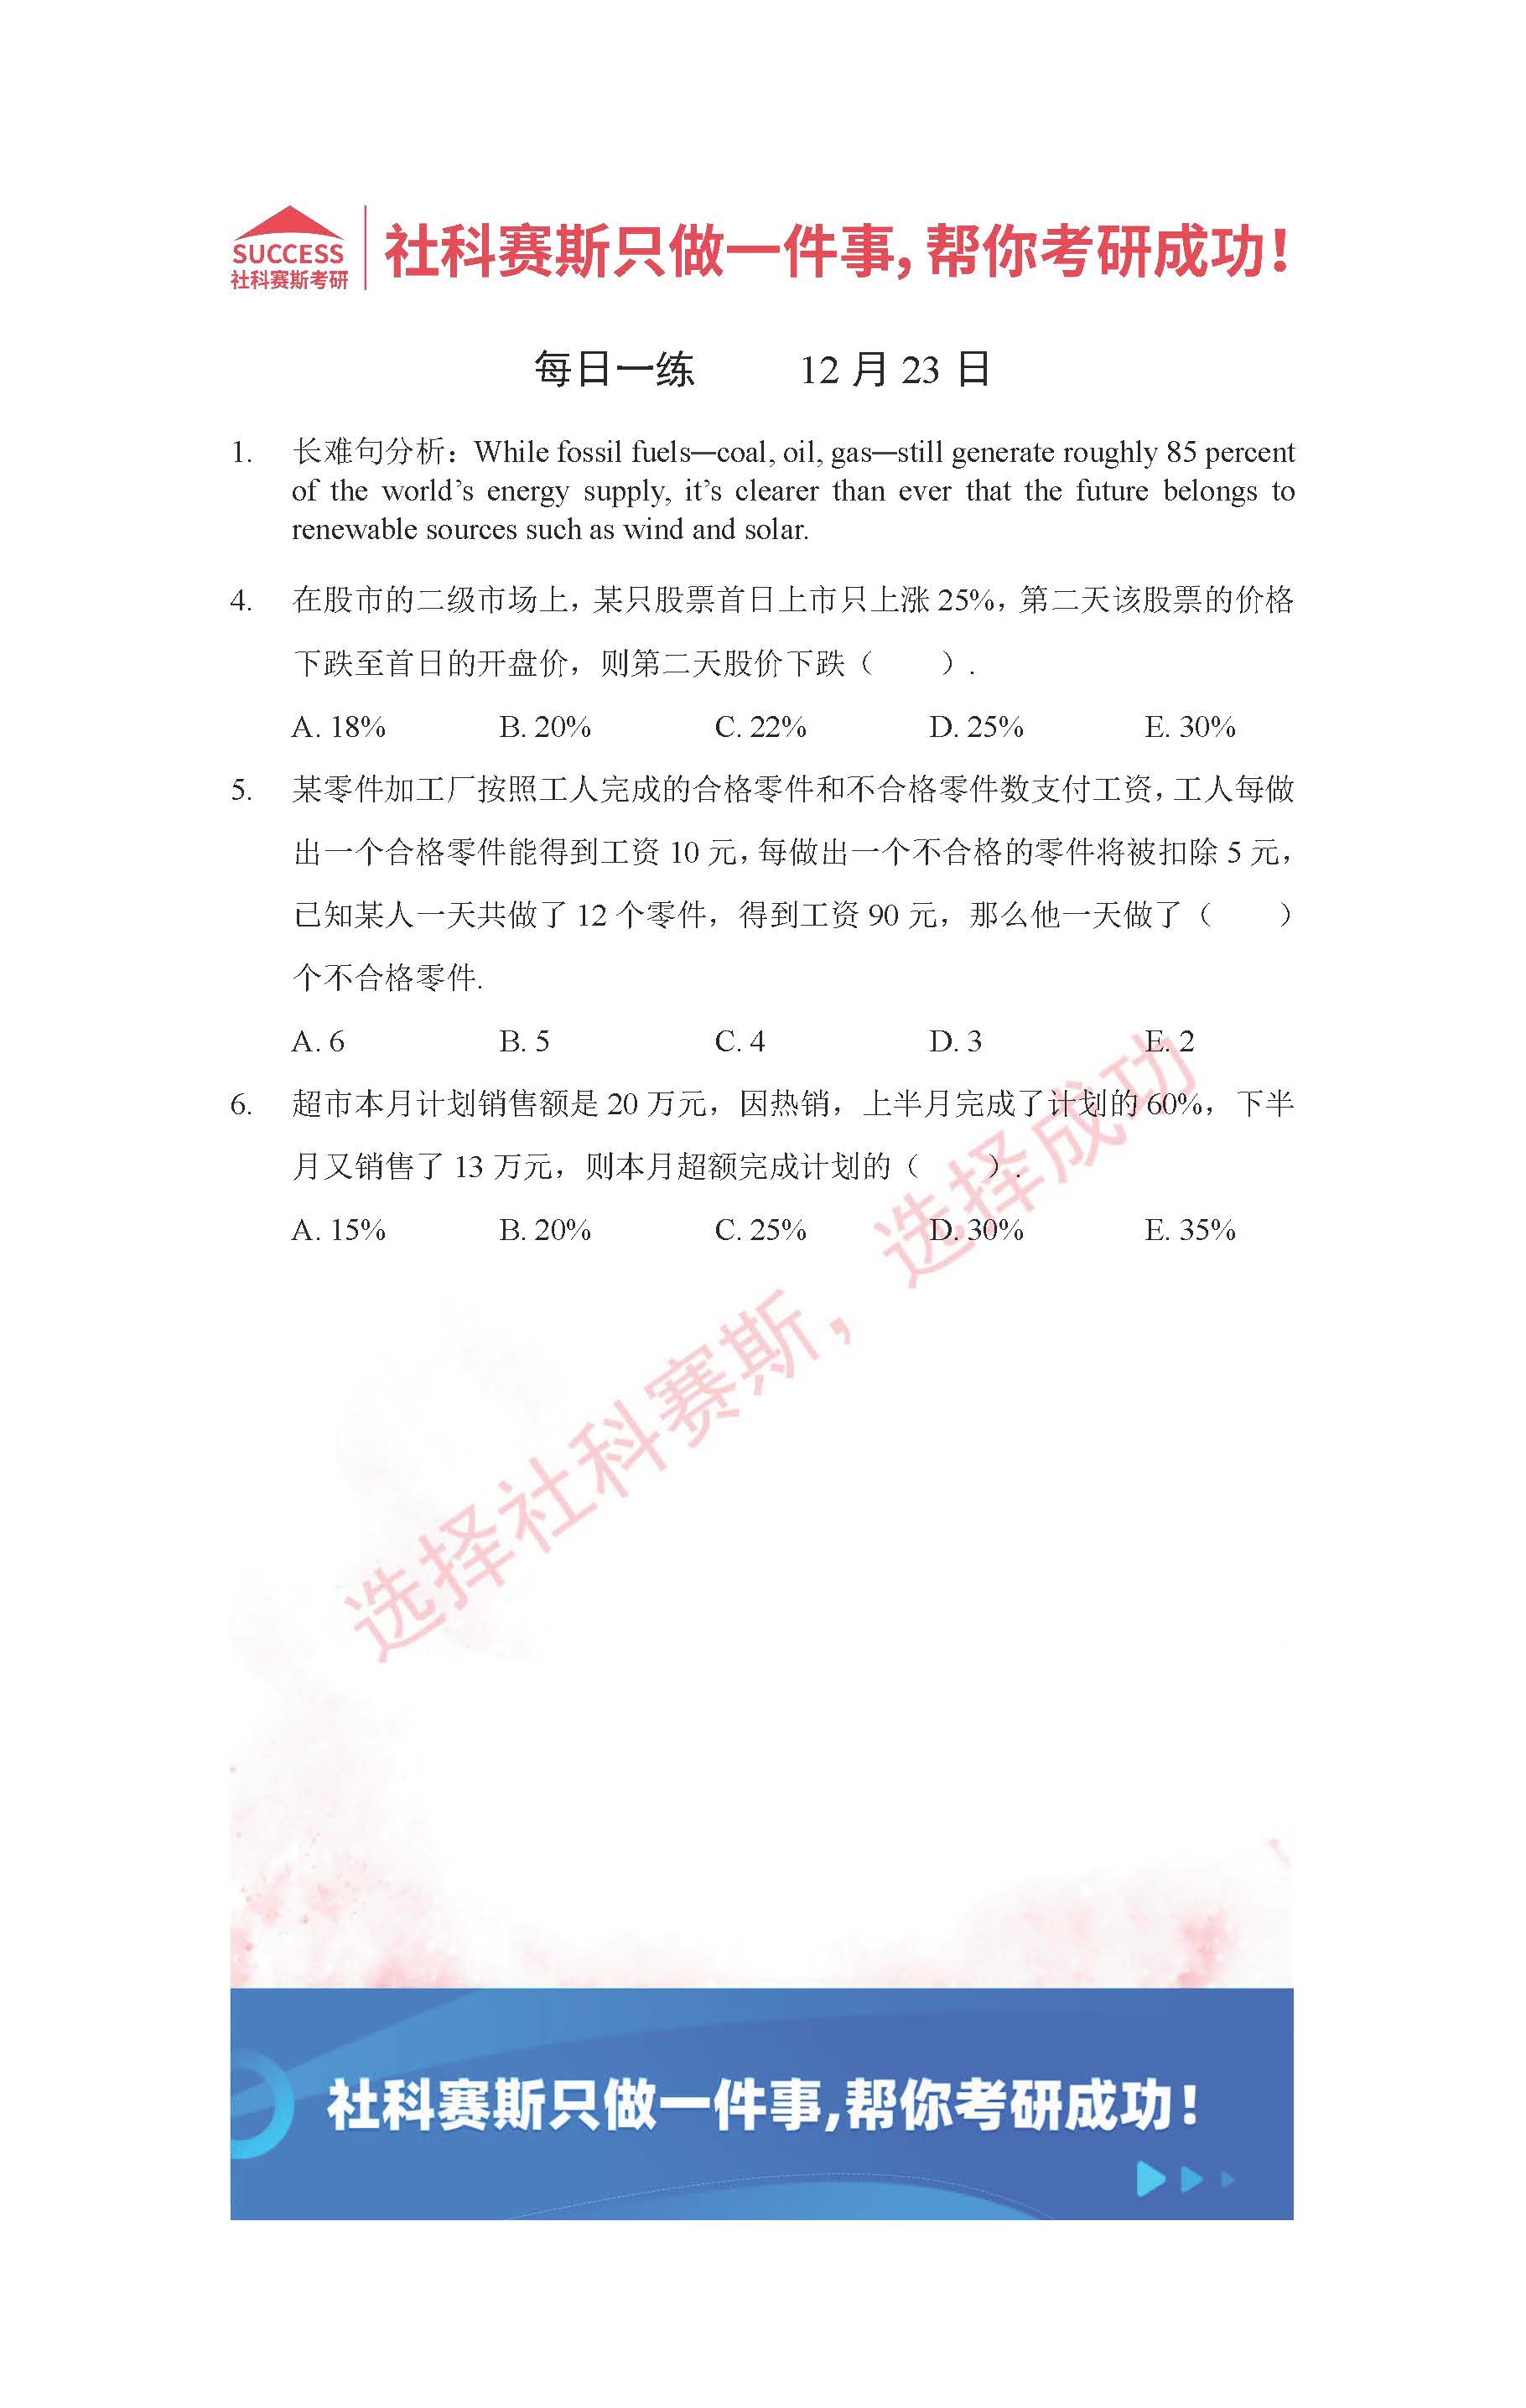 SUCCESS
社科赛斯考研
社科赛斯只做一件事，帮你考研成功！
每日一练 12 月 23 日
1. 长难句分析：While fossil fuels—coal, oil, gas—still generate roughly 85 percent
of the world’s energy supply, it’s clearer than ever that the future belongs to
renewable sources such as wind and solar.
4. 在股市的二级市场上，某只股票首日上市只上涨 25%，第二天该股票的价格
下跌至首日的开盘价，则第二天股价下跌（ ）.
A. 18% B. 20% C. 22% D. 25% E. 30%
5. 某零件加工厂按照工人完成的合格零件和不合格零件数支付工资，工人每做
出一个合格零件能得到工资 10 元，每做出一个不合格的零件将被扣除 5 元，
已知某人一天共做了 12 个零件，得到工资 90 元，那么他一天做了（ ）
个不合格零件.
A. 6 B. 5 C. 4 D. 3 E. 2
6. 超市本月计划销售额是 20 万元，因热销，上半月完成了计划的 60%，下半
月又销售了 13 万元，则本月超额完成计划的（ ）.
A. 15% B. 20% C. 25% D. 30% E. 35%
选择社科赛斯，选择成功
社科赛斯只做一件事,帮你考研成功！